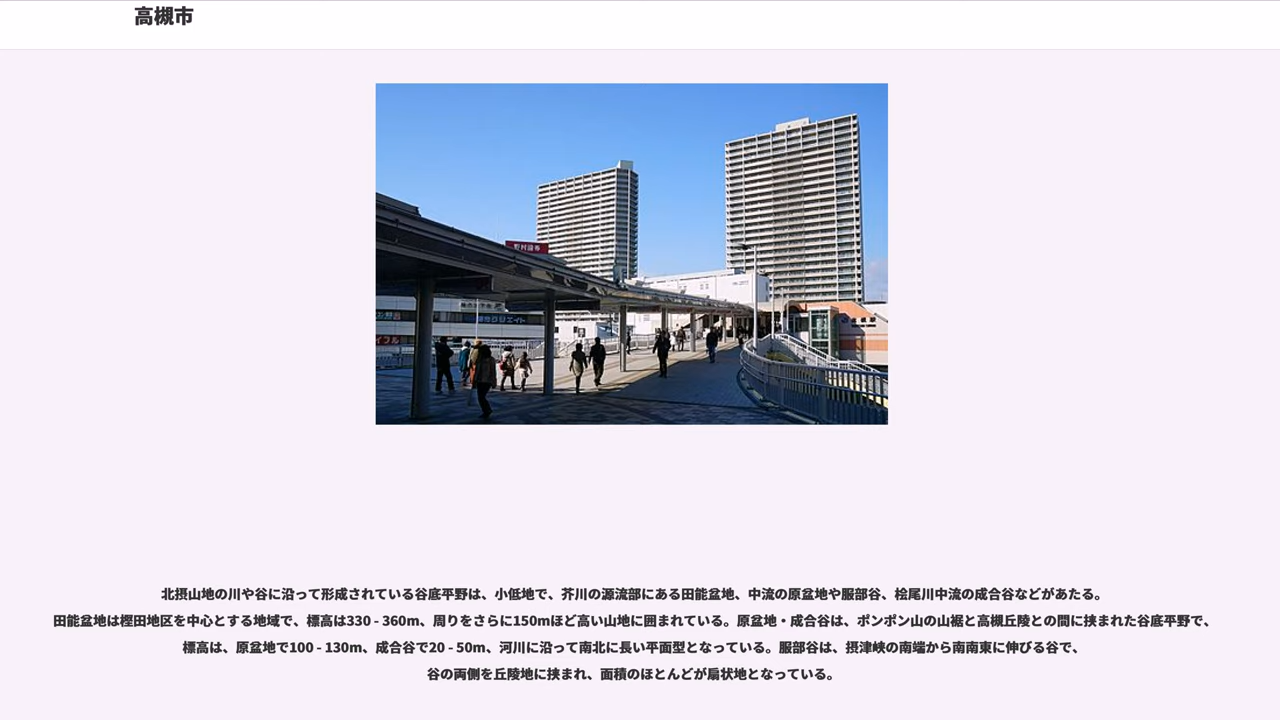 高槻市
野村證券
北摂山地の川や谷に沿って形成されている谷底平野は、小低地で、芥川の源流部にある田能盆地、中流の原盆地や服部谷、桧尾川中流の成合谷などがあたる。
田能盆地は樫田地区を中心とする地域で、標高は330 - 360m、周りをさらに150mほど高い山地に囲まれている。原盆地・成合谷は、ポンポン山の山裾と高槻丘陵との間に挟まれた谷底平野で、
標高は、原盆地で100 - 130m、成合谷で20 - 50m、河川に沿って南北に長い平面型となっている。服部谷は、摂津峡の南端から南南東に伸びる谷で、
谷の両側を丘陵地に挟まれ、面積のほとんどが扇状地となっている。